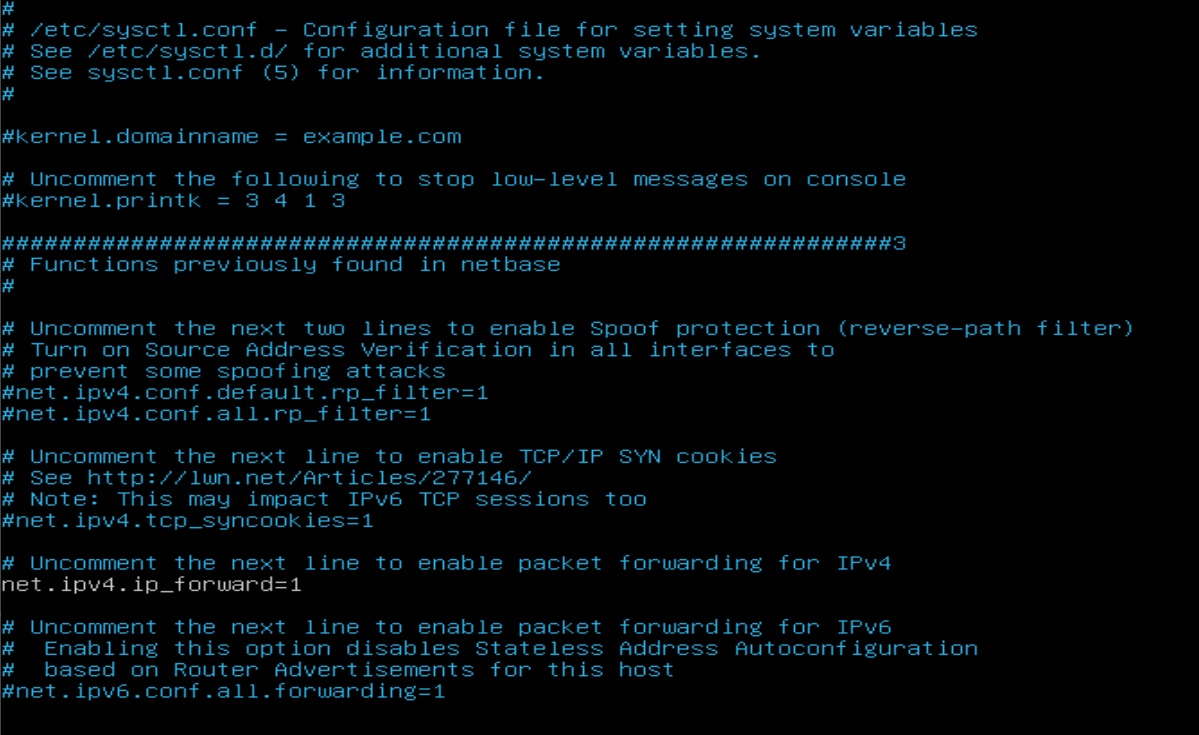 #
# /etc/sysctl.conf - Configuration file for setting system variables
# See /etc/sysctl.d/ for additional system variables.
# See sysctl.conf (5) for information.
#
#kernel.domainname = example.com
# Uncomment the following to stop low-level messages on console
#kernel.printk = 3 4 1 3
##############################################################3
# Functions previously found in netbase
#
# Uncomment the next two lines to enable Spoof protection (reverse-path filter)
# Turn on Source Address Verification in all interfaces to
# prevent some spoofing attacks
#net.ipv4.conf.default.rp_filter=1
#net.ipv4.conf.all.rp_filter=1
# Uncomment the next line to enable TCP/IP SYN cookies
# See http://lwn.net/Articles/277146/
# Note: This may impact IPv6 TCP sessions too
#net.ipv4.tcp_syncookies=1
# Uncomment the next line to enable packet forwarding for IPv4
net.ipv4.ip_forward=1
# Uncomment the next line to enable packet forwarding for IPv6
#  Enabling this option disables Stateless Address Autoconfiguration
#  based on Router Advertisements for this host
#net.ipv6.conf.all.forwarding=1